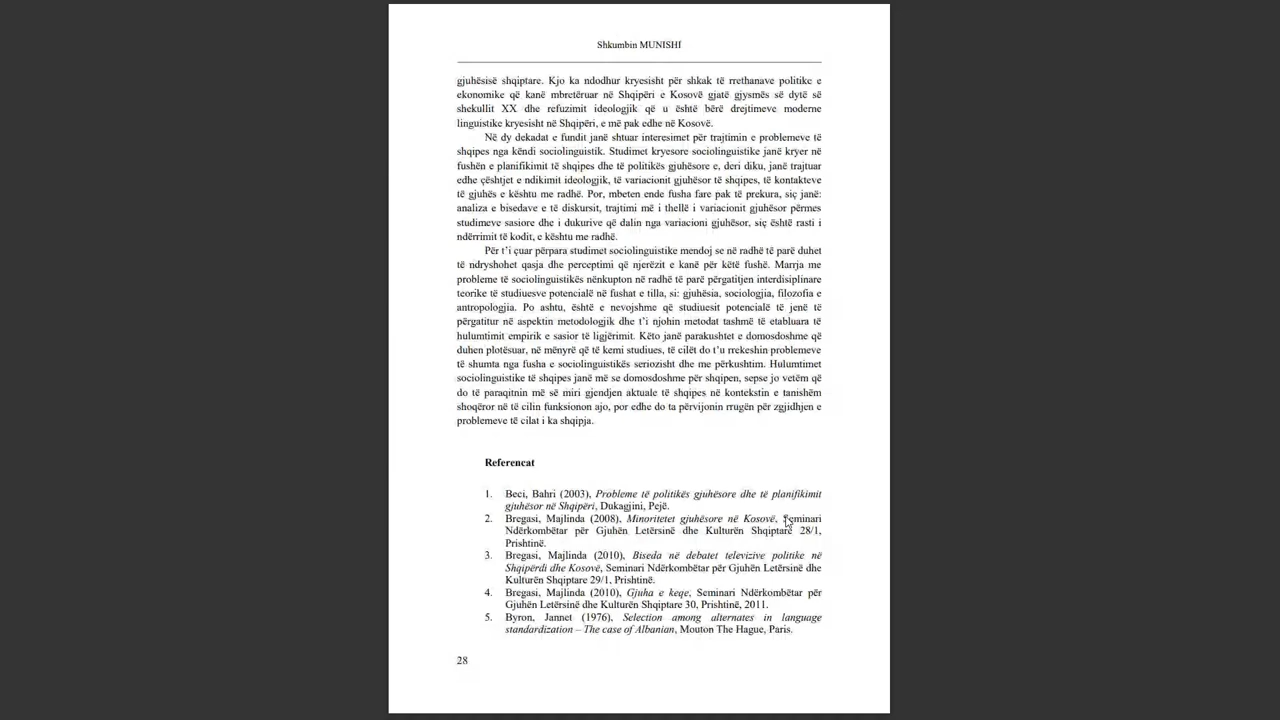 Shkumbin MUNISHI
gjuhësisë shqiptare. Kjo ka ndodhur kryesisht për shkak të rrethanave politike e
ekonomike që kanë mbretëruar në Shqipëri e Kosovë gjatë gjysmës së dytë së
shekullit XX dhe refuzimit ideologjik që u është bërë drejtimeve moderne
linguistike kryesisht në Shqipëri, e më pak edhe në Kosovë.
Në dy dekadat e fundit janë shtuar interesimet për trajtimin e problemeve të
shqipes nga këndi sociolinguistik. Studimet kryesore sociolinguistike janë kryer në
fushën e planifikimit të shqipes dhe të politikës gjuhësore e, deri diku, janë trajtuar
edhe çështjet e ndikimit ideologjik, të variacionit gjuhësor të shqipes, të kontakteve
të gjuhës e kështu me radhë. Por, mbeten ende fusha fare pak të prekura, siç janë:
analiza e bisedave e të diskursit, trajtimi më i thellë i variacionit gjuhësor përmes
studimeve sasiore dhe i dukurive që dalin nga variacioni gjuhësor, siç është rasti i
ndërrimit të kodit, e kështu me radhë.
Për t’i çuar përpara studimet sociolinguistike mendoj se në radhë të parë duhet
të ndryshohet qasja dhe perceptimi që njerëzit e kanë për këtë fushë. Marrja me
probleme të sociolinguistikës nënkupton në radhë të parë përgatitjen interdisiplinare
teorike të studiuesve potencialë në fushat e tilla, si: gjuhësia, sociologjia, filozofia e
antropologjia. Po ashtu, është e nevojshme që studiuesit potencialë të jenë të
përgatitur në aspektin metodologjik dhe t’i njohin metodat tashmë të etabluara të
hulumtimit empirik e sasior të ligjërimit. Këto janë parakushtet e domosdoshme që
duhen plotësuar, në mënyrë që të kemi studiues, të cilët do t’u rrekeshin problemeve
të shumta nga fusha e sociolinguistikës seriozisht dhe me përkushtim. Hulumtimet
sociolinguistike të shqipes janë më se domosdoshme për shqipen, sepse jo vetëm që
do të paraqitnin më së miri gjendjen aktuale të shqipes në kontekstin e tanishëm
shoqëror në të cilin funksionon ajo, por edhe do ta përvijonin rrugën për zgjidhjen e
problemeve të cilat i ka shqipja.
Referencat
1. Beci, Bahri (2003), Probleme të politikës gjuhësore dhe të planifikimit
gjuhësor në Shqipëri, Dukagjini, Pejë.
2. Bregasi, Majlinda (2008), Minoritetet gjuhësore në Kosovë, Seminari
Ndërkombëtar për Gjuhën Letërsinë dhe Kulturën Shqiptare 28/1,
Prishtinë.
3. Bregasi, Majlinda (2010), Biseda në debatet televizive politike në
Shqipërdi dhe Kosovë, Seminari Ndërkombëtar për Gjuhën Letërsinë dhe
Kulturën Shqiptare 29/1, Prishtinë.
4. Bregasi, Majlinda (2010), Gjuha e keqe, Seminari Ndërkombëtar për
Gjuhën Letërsinë dhe Kulturën Shqiptare 30, Prishtinë, 2011.
5. Byron, Jannet (1976), Selection among alternates in language
standardization – The case of Albanian, Mouton The Hague, Paris.
28